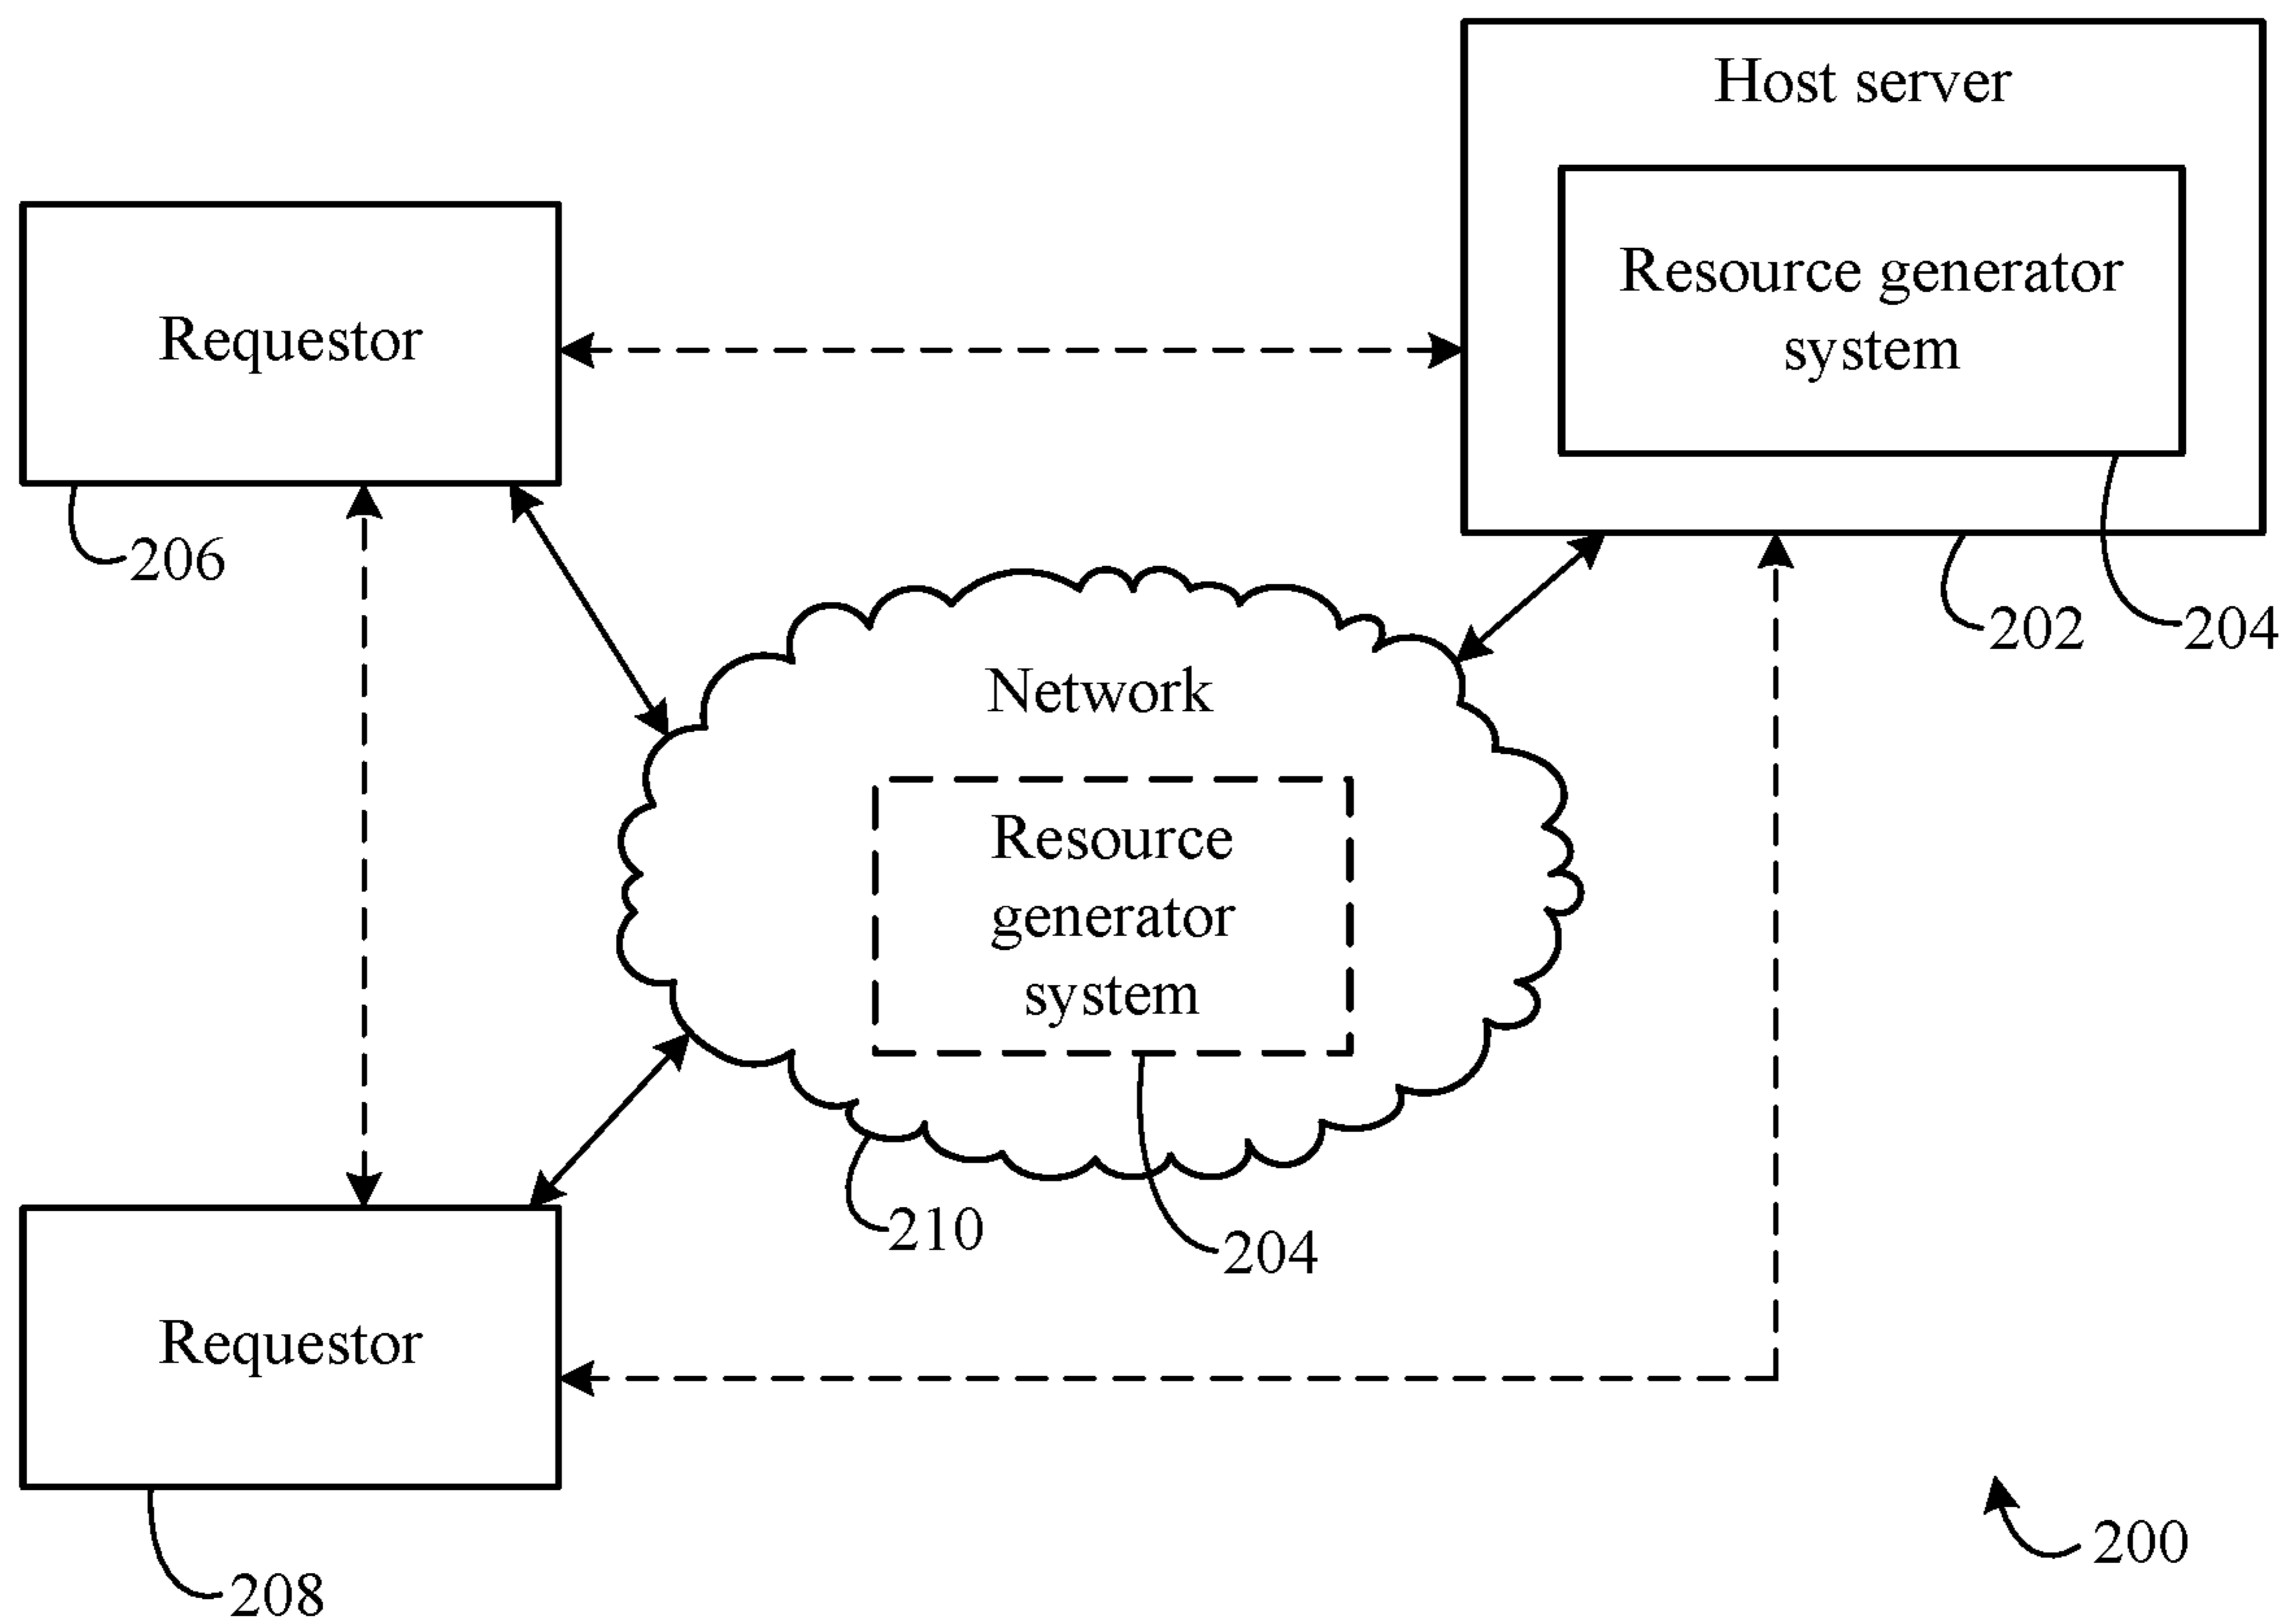 Host server
Resource generator
system
Requestor
206
202
204
Network
Resource
generator
system
210
204
Requestor
208
200